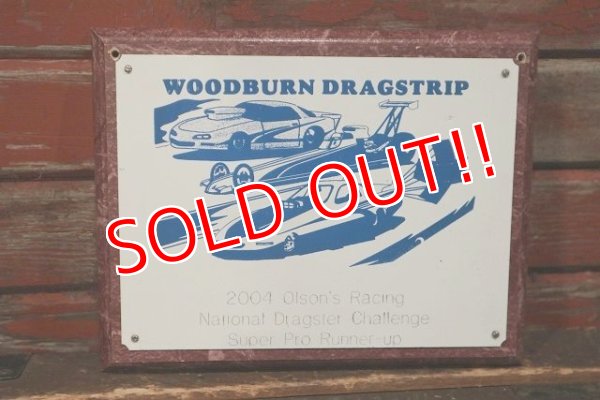 WOODBURN DRAGSTRIP
SOLD OUT!!
2004 Olson's Racing
National Dragster Challenge
Super Pro Runner-up